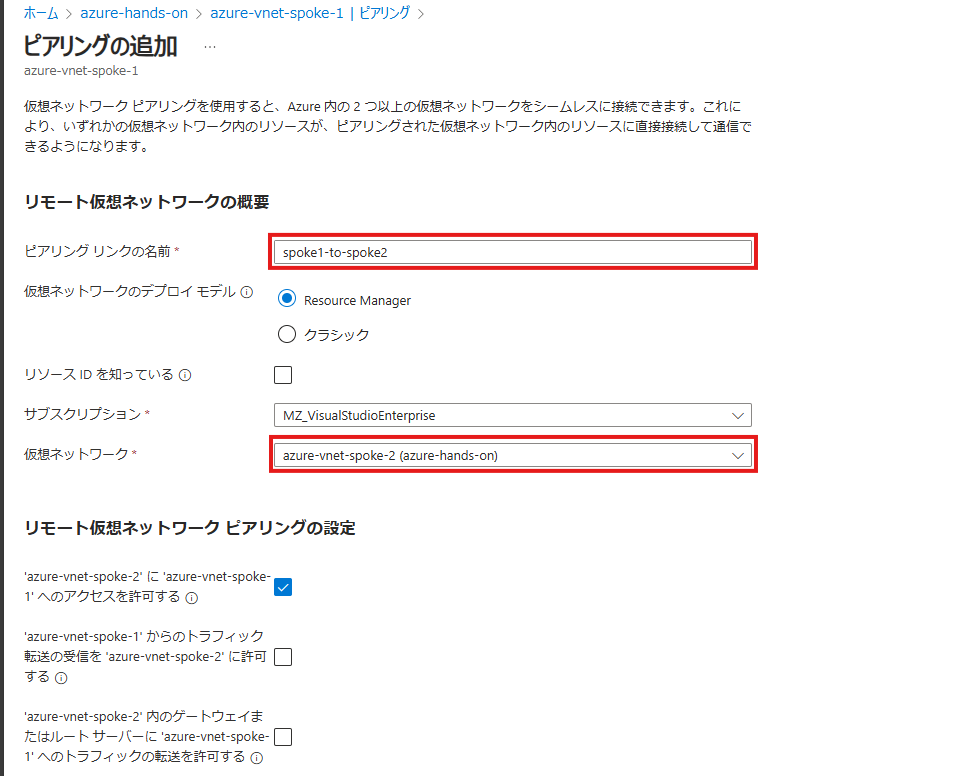 ホーム > azure-hands-on > azure-vnet-spoke-1 | ピアリング >
ピアリングの追加 ...
azure-vnet-spoke-1
仮想ネットワーク ピアリングを使用すると、Azure 内の 2 つ以上の仮想ネットワークをシームレスに接続できます。これに
より、いずれかの仮想ネットワーク内のリソースが、ピアリングされた仮想ネットワーク内のリソースに直接接続して通信で
きるようになります。
リモート仮想ネットワークの概要
ピアリング リンクの名前 *
spoke1-to-spoke2
仮想ネットワークのデプロイ モデル
Resource Manager
クラシック
リソース ID を知っている
サブスクリプション *
MZ_VisualStudioEnterprise
仮想ネットワーク *
azure-vnet-spoke-2 (azure-hands-on)
リモート仮想ネットワーク ピアリングの設定
'azure-vnet-spoke-2' に 'azure-vnet-spoke-
1' へのアクセスを許可する
'azure-vnet-spoke-1' からのトラフィック
転送の受信を 'azure-vnet-spoke-2' に許可
する
'azure-vnet-spoke-2' 内のゲートウェイま
たはルート サーバーに 'azure-vnet-spoke-
1' へのトラフィックの転送を許可する